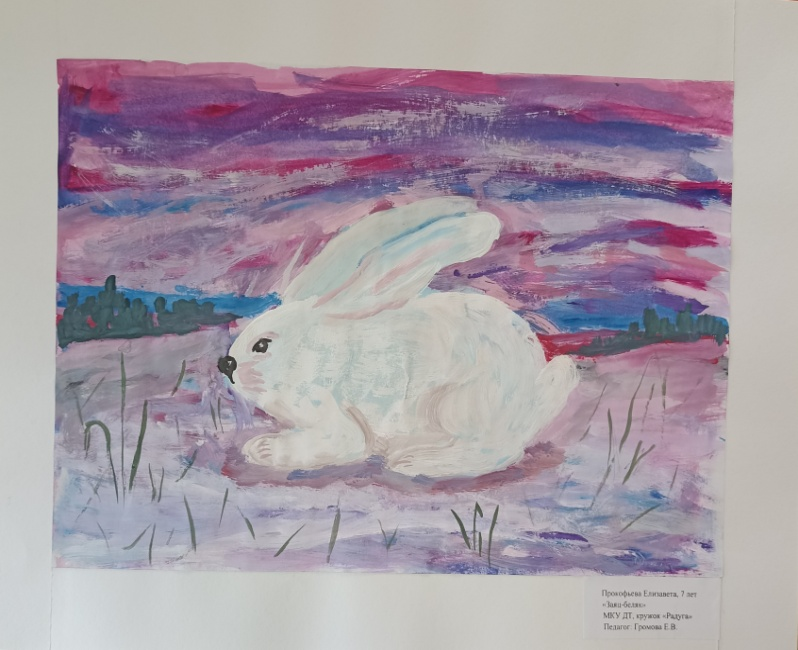 Прокофьева Елизавета, 7 лет
«Заяц-беляк»
МКУ ДТ, кружок «Радуга»
Педагог: Громова Е.В.